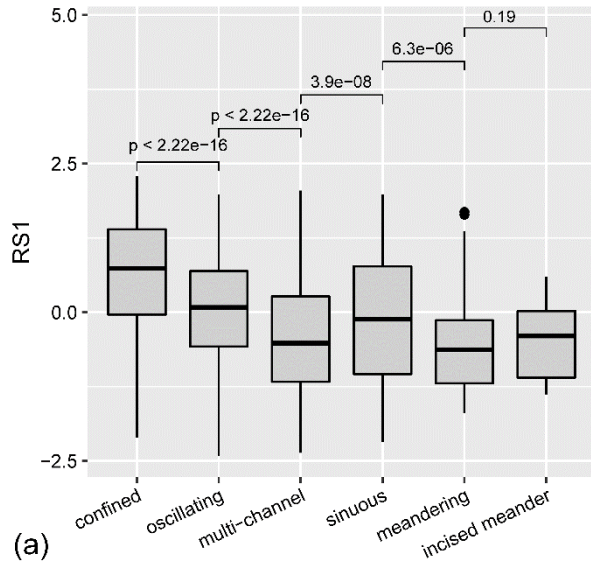 5.0
0.19
6.3e−06
3.9e−08
p < 2.22e−16
p < 2.22e−16
2.5
RS1
0.0
−2.5
confined
oscillating
multi−channel
sinuous
meandering
incised meander
(a)